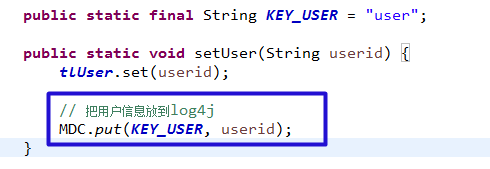 public static final String KEY_USER = "user";
public static void setUser(String userid) {
tlUser.set(userid);
// 把用户信息放到log4j
MDC.put(KEY_USER, userid);
}